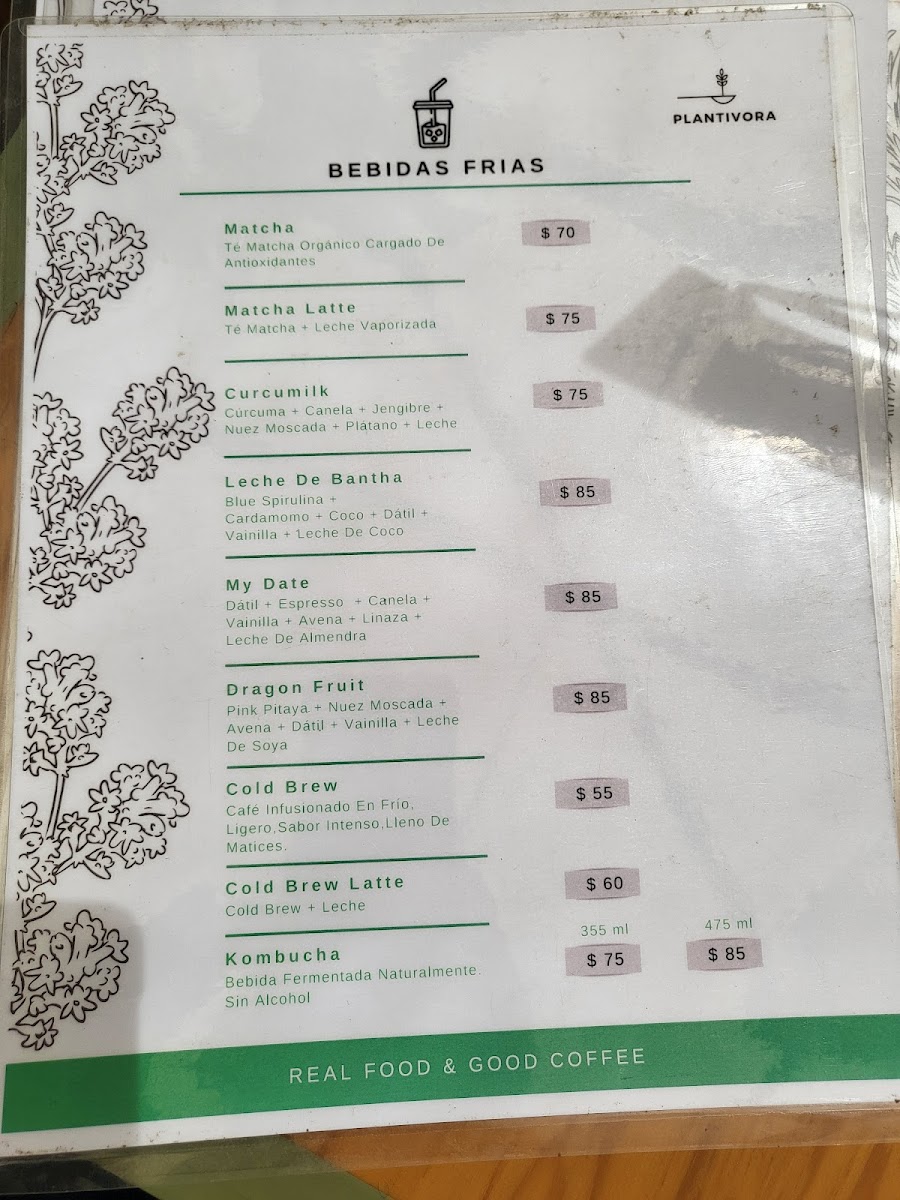 PLANTIVORA
BEBIDAS FRIAS
Matcha
$ 70
Té Matcha Orgánico Cargado De
Antioxidantes
Matcha Latte
$ 75
Té Matcha + Leche Vaporizada
Curcumilk
$ 75
Cúrcuma + Canela + Jengibre +
Nuez Moscada + Plátano + Leche
Leche De Bantha
$ 85
Blue Spirulina +
Cardamomo + Coco + Dátil +
Vainilla + Leche De Coco
My Date
$ 85
Dátil + Espresso + Canela +
Vainilla + Avena + Linaza +
Leche De Almendra
Dragon Fruit
$ 85
Pink Pitaya + Nuez Moscada +
Avena + Dátil + Vainilla + Leche
De Soya
Cold Brew
$ 55
Café Infusionado En Frío,
Ligero,Sabor Intenso,Lleno De
Matices.
Cold Brew Latte
$ 60
Cold Brew + Leche
355 ml 475 ml
Kombucha
$ 75 $ 85
Bebida Fermentada Naturalmente.
Sin Alcohol
REAL FOOD & GOOD COFFEE